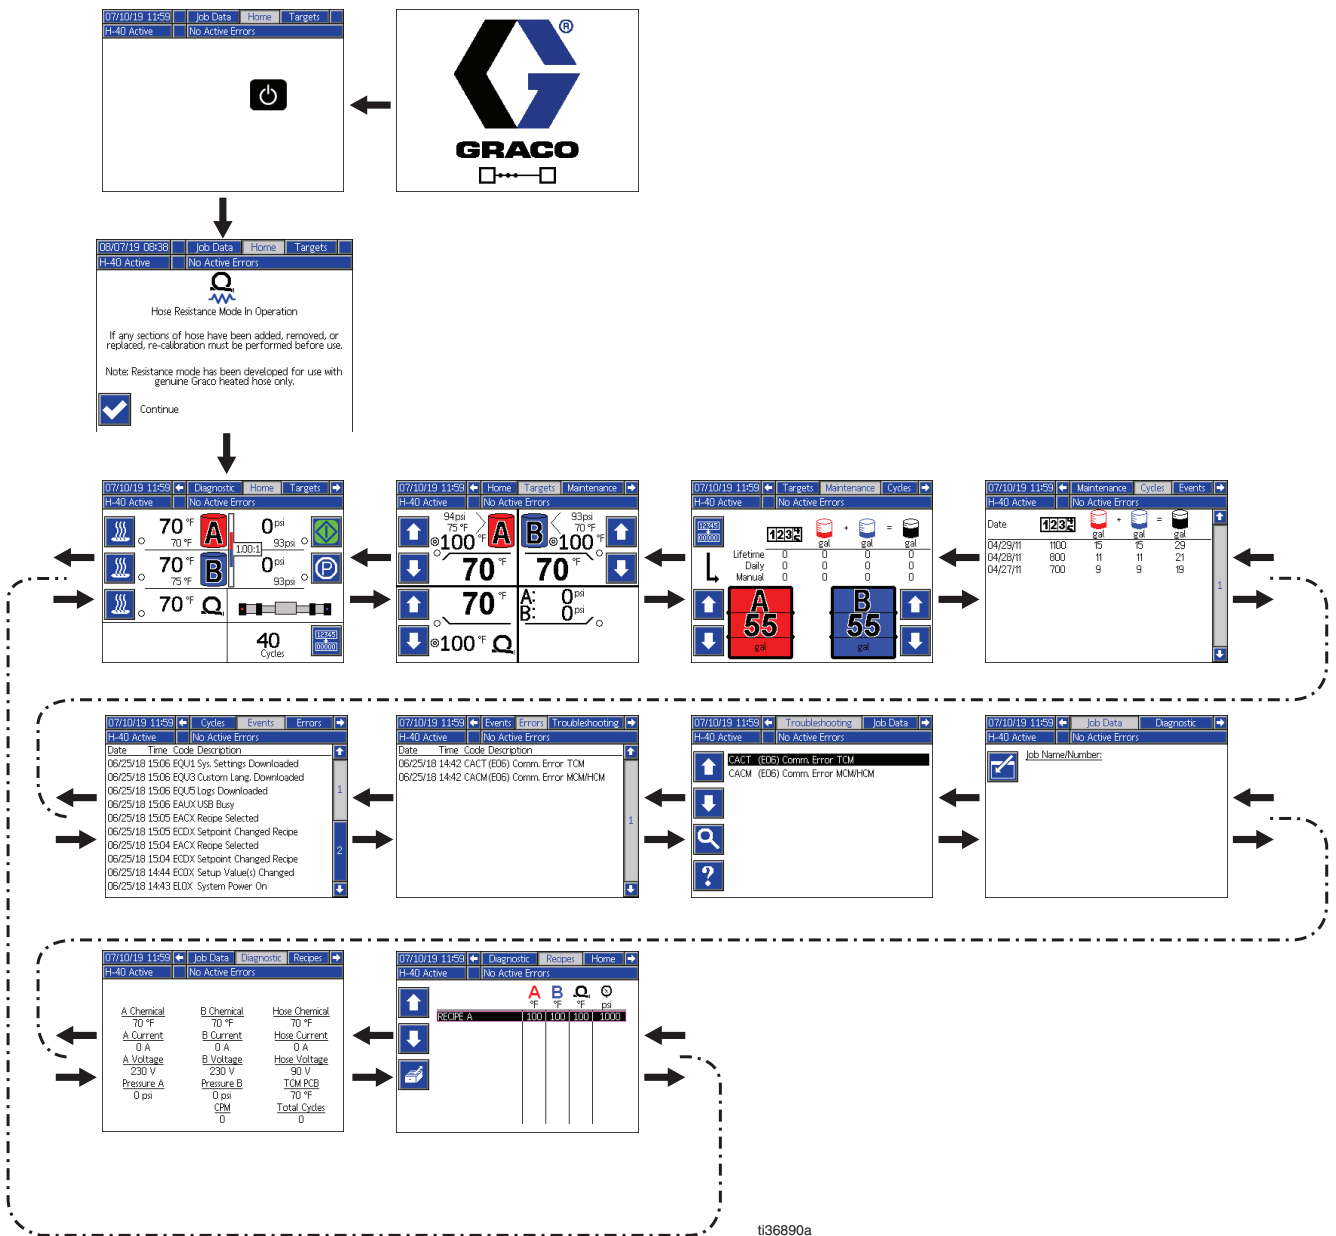 07/10/19 11:59 Job Data Home Targets
H-40 Active No Active Errors
®
GRACO
08/07/19 08:38 Job Data Home Targets
H-40 Active No Active Errors
Hose Resistance Mode In Operation
If any sections of hose have been added, removed, or
replaced, re-calibration must be performed before use.
Note: Resistance mode has been developed for use with
genuine Graco heated hose only.
Continue
07/10/19 11:59 Diagnostic Home Targets
H-40 Active No Active Errors
70 °F A 0 psi
70 °F 93psi
1.00:1
70 °F B 0 psi
75 °F 93psi
70 °F
40
Cycles
12345
00000
07/10/19 11:59 Home Targets Maintenance
H-40 Active No Active Errors
94psi 93psi
75 °F 70 °F
100 °F A B 100 °F
70 °F 70 °F
70 °F A: 0 psi
B: 0 psi
100 °F
07/10/19 11:59 Targets Maintenance Cycles
H-40 Active No Active Errors
12345
00000
1234 + =
gal gal gal
Lifetime 0 0 0 0
Daily 0 0 0 0
Manual 0 0 0 0
A B
55 55
gal gal
07/10/19 11:59 Maintenance Cycles Events
H-40 Active No Active Errors
Date 1234 + =
gal gal gal
04/29/11 1100 15 15 29
04/28/11 800 11 11 21
04/27/11 700 9 9 19
1
07/10/19 11:59 Cycles Events Errors
H-40 Active No Active Errors
Date Time Code Description
06/25/18 15:06 EQU1 Sys. Settings Downloaded
06/25/18 15:06 EQU3 Custom Lang. Downloaded
06/25/18 15:06 EQU5 Logs Downloaded
06/25/18 15:06 EAUX USB Busy
06/25/18 15:05 EACX Recipe Selected
06/25/18 15:05 ECDX Setpoint Changed Recipe
06/25/18 15:04 EACX Recipe Selected
06/25/18 15:04 ECDX Setpoint Changed Recipe
06/25/18 14:44 EC0X Setup Value(s) Changed
06/25/18 14:43 EL0X System Power On
1
2
07/10/19 11:59 Events Errors Troubleshooting
H-40 Active No Active Errors
Date Time Code Description
06/25/18 14:42 CACT (E06) Comm. Error TCM
06/25/18 14:42 CACM (E06) Comm. Error MCM/HCM
1
07/10/19 11:59 Troubleshooting Job Data
H-40 Active No Active Errors
CACT (E06) Comm. Error TCM
CACM (E06) Comm. Error MCM/HCM
?
07/10/19 11:59 Job Data Diagnostic
H-40 Active No Active Errors
Job Name/Number:
07/10/19 11:59 Job Data Diagnostic Recipes
H-40 Active No Active Errors
A Chemical B Chemical Hose Chemical
70 °F 70 °F 70 °F
A Current B Current Hose Current
0 A 0 A 0 A
A Voltage B Voltage Hose Voltage
230 V 230 V 90 V
Pressure A Pressure B TCM PCB
0 psi 0 psi 70 °F
CPM Total Cycles
0 0
07/10/19 11:59 Diagnostic Recipes Home
H-40 Active No Active Errors
A B
°F °F °F psi
RECIPE A 100 100 100 1000
ti36890a